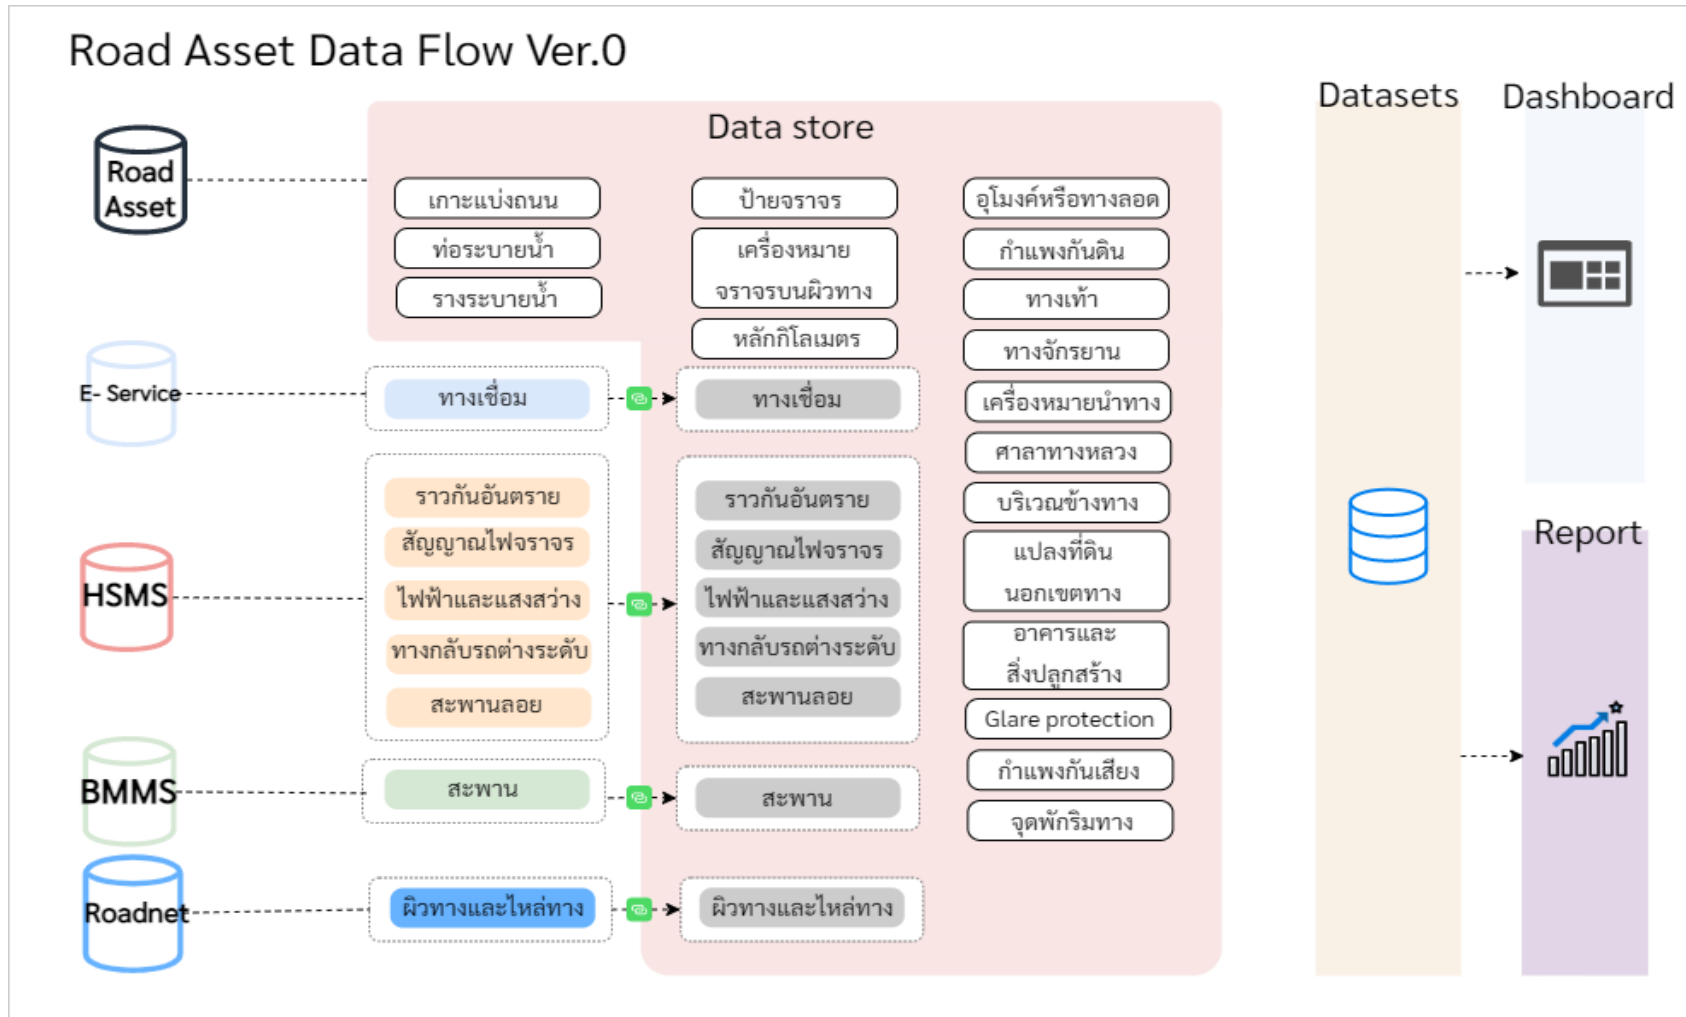 Road Asset Data Flow Ver.0
Datasets
Dashboard
Data store
Road
Asset
เกาะแบ่งถนน
ท่อระบายน้ำ
รางระบายน้ำ
ป้ายจราจร
เครื่องหมาย
จราจรบนผิวทาง
หลักกิโลเมตร
อุโมงค์หรือทางลอด
กำแพงกันดิน
ทางเท้า
ทางจักรยาน
เครื่องหมายนำทาง
ศาลาทางหลวง
บริเวณข้างทาง
แปลงที่ดิน
นอกเขตทาง
อาคารและ
สิ่งปลูกสร้าง
Glare protection
กำแพงกันเสียง
จุดพักริมทาง
E- Service
ทางเชื่อม
ทางเชื่อม
HSMS
ราวกันอันตราย
สัญญาณไฟจราจร
ไฟฟ้าและแสงสว่าง
ทางกลับรถต่างระดับ
สะพานลอย
ราวกันอันตราย
สัญญาณไฟจราจร
ไฟฟ้าและแสงสว่าง
ทางกลับรถต่างระดับ
สะพานลอย
BMMS
สะพาน
สะพาน
Roadnet
ผิวทางและไหล่ทาง
ผิวทางและไหล่ทาง
Report